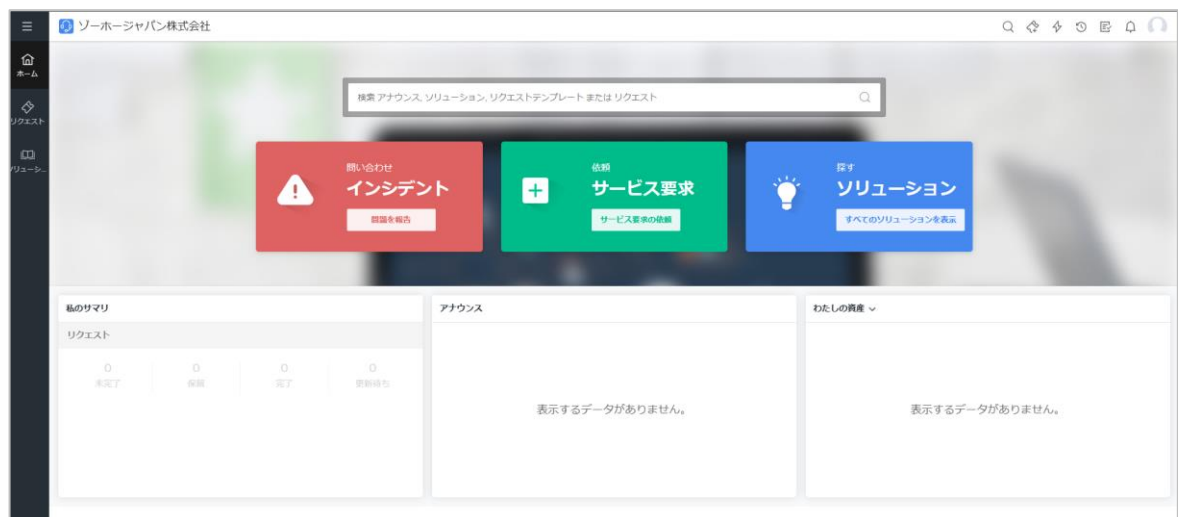 ゾーホージャパン株式会社
ホーム
リクエスト
検索 アナウンス, ソリューション, リクエストテンプレート または リクエスト
問い合わせ
インシデント
問題を報告
依頼
サービス要求
サービス要求の依頼
探す
ソリューション
すべてのソリューションを表示
私のサマリ
リクエスト
0
未完了
0
保留
0
完了
0
更新待ち
アナウンス
表示するデータがありません。
わたしの資産
表示するデータがありません。